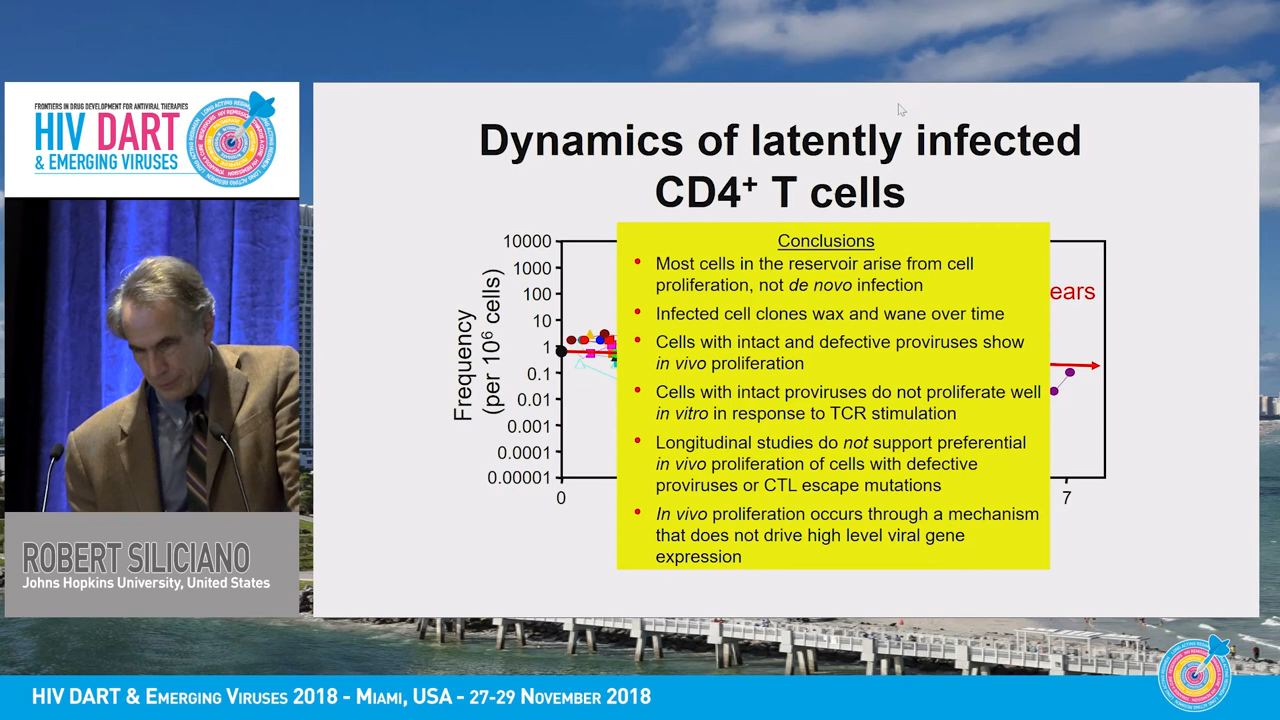 FRONTIERS IN DRUG DEVELOPMENT FOR ANTIVIRAL THERAPIES
HIV DART
& EMERGING VIRUSES
Dynamics of latently infected
CD4⁺ T cells
10000
1000
100
10
1
0.1
0.01
0.001
0.0001
0.00001
Frequency
(per 10⁶ cells)
0
7
ears
Conclusions
• Most cells in the reservoir arise from cell
proliferation, not de novo infection
• Infected cell clones wax and wane over time
• Cells with intact and defective proviruses show
in vivo proliferation
• Cells with intact proviruses do not proliferate well
in vitro in response to TCR stimulation
• Longitudinal studies do not support preferential
in vivo proliferation of cells with defective
proviruses or CTL escape mutations
• In vivo proliferation occurs through a mechanism
that does not drive high level viral gene
expression
ROBERT SILICIANO
Johns Hopkins University, United States
HIV DART & EMERGING VIRUSES 2018 - MIAMI, USA - 27-29 NOVEMBER 2018